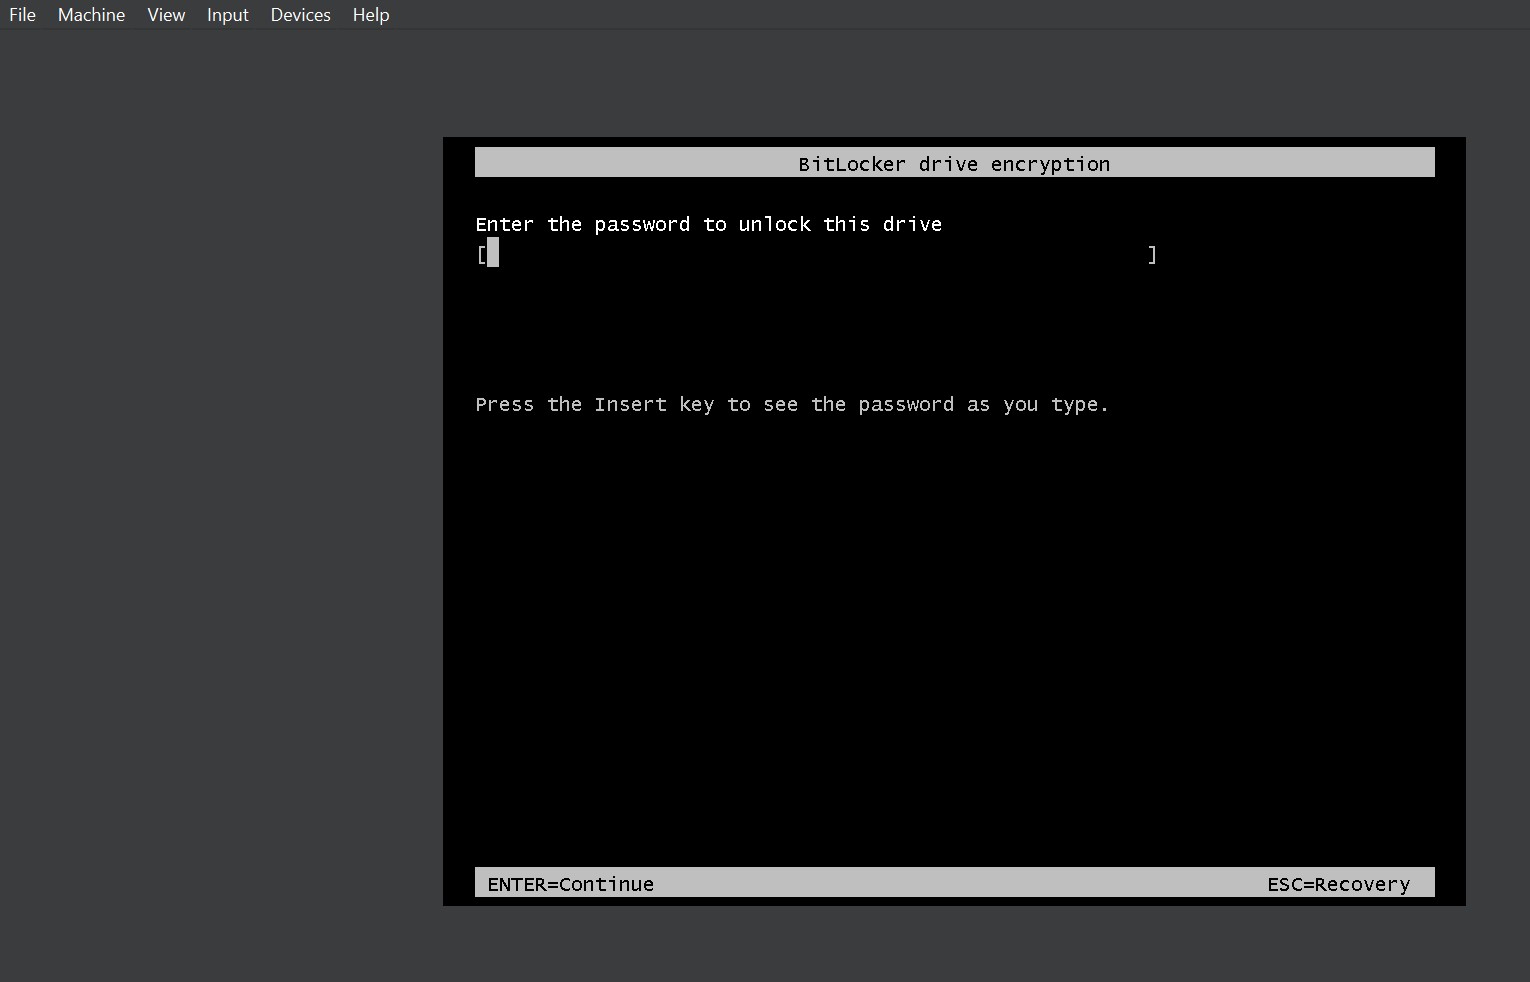 File Machine View Input Devices Help
BitLocker drive encryption
Enter the password to unlock this drive
[ ]
Press the Insert key to see the password as you type.
ENTER=Continue ESC=Recovery